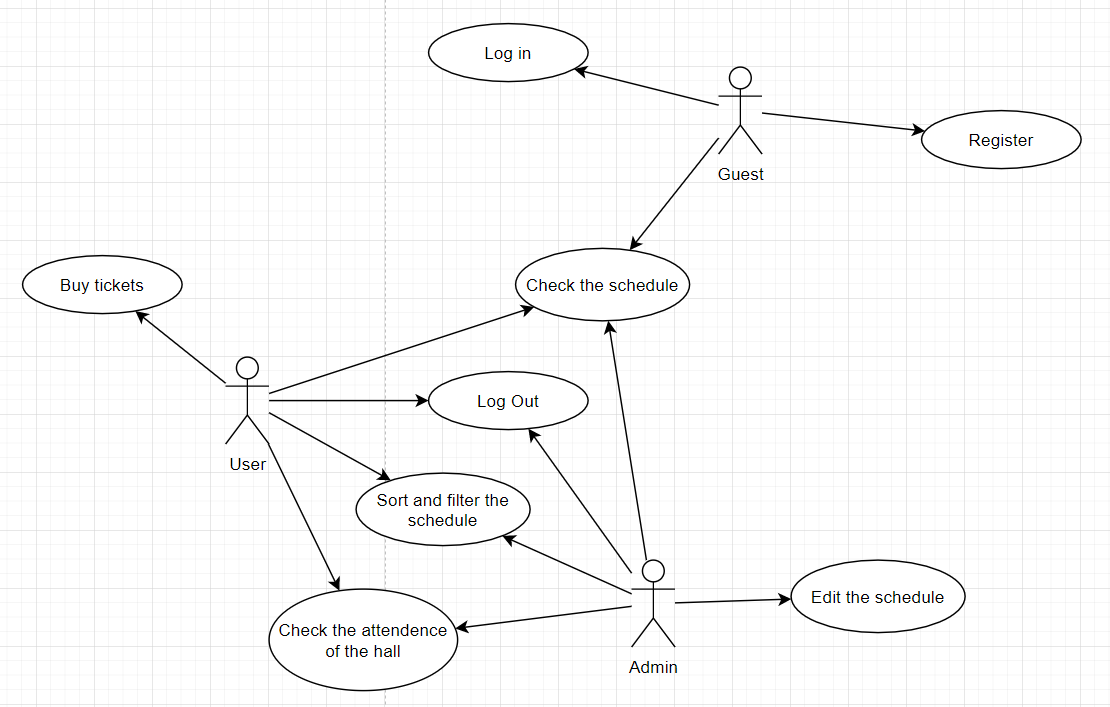 Log in
Register
Guest
Buy tickets
Check the schedule
Log Out
User
Sort and filter the
schedule
Edit the schedule
Check the attendence
of the hall
Admin